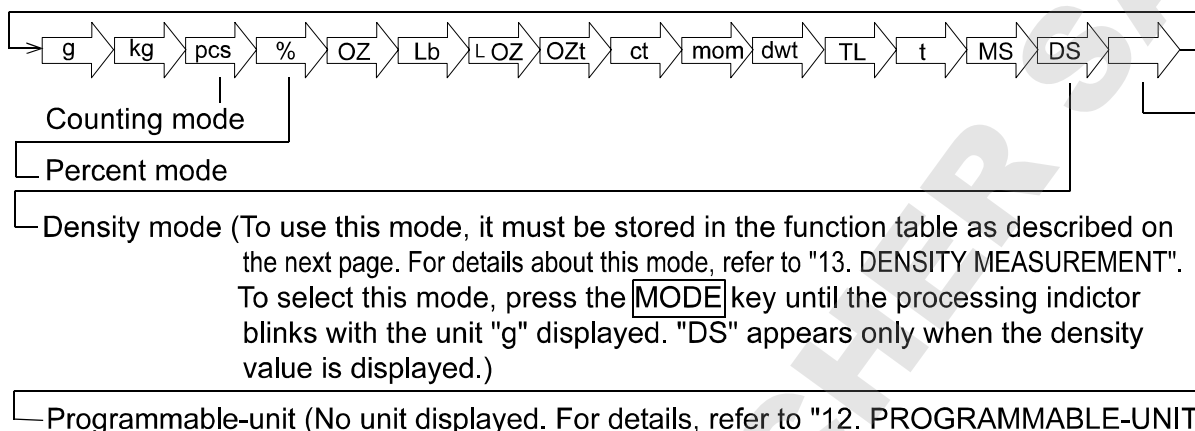 g kg pcs % OZ Lb L OZ OZt ct mom dwt TL t MS DS
Counting mode
Percent mode
Density mode (To use this mode, it must be stored in the function table as described on
the next page. For details about this mode, refer to "13. DENSITY MEASUREMENT".
To select this mode, press the MODE key until the processing indictor
blinks with the unit "g" displayed. "DS" appears only when the density
value is displayed.)
Programmable-unit (No unit displayed. For details, refer to "12. PROGRAMMABLE-UNIT